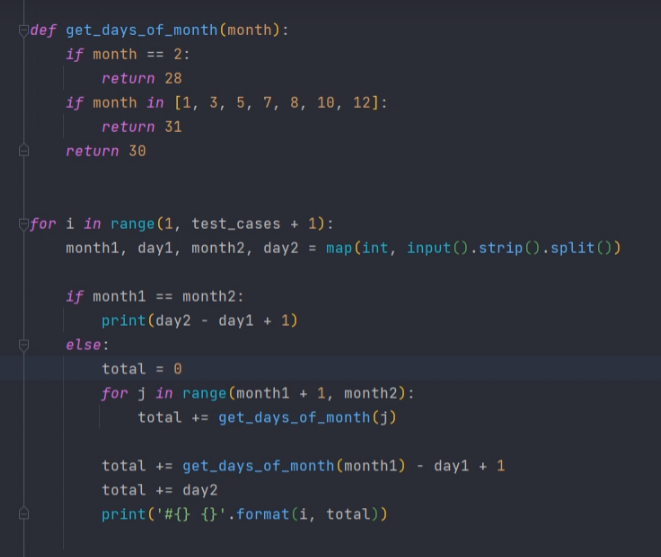 def get_days_of_month(month):
    if month == 2:
        return 28
    if month in [1, 3, 5, 7, 8, 10, 12]:
        return 31
    return 30
for i in range(1, test_cases + 1):
    month1, day1, month2, day2 = map(int, input().strip().split())
    if month1 == month2:
        print(day2 - day1 + 1)
    else:
        total = 0
        for j in range(month1 + 1, month2):
            total += get_days_of_month(j)
        total += get_days_of_month(month1) - day1 + 1
        total += day2
        print('#{} {}'.format(i, total))